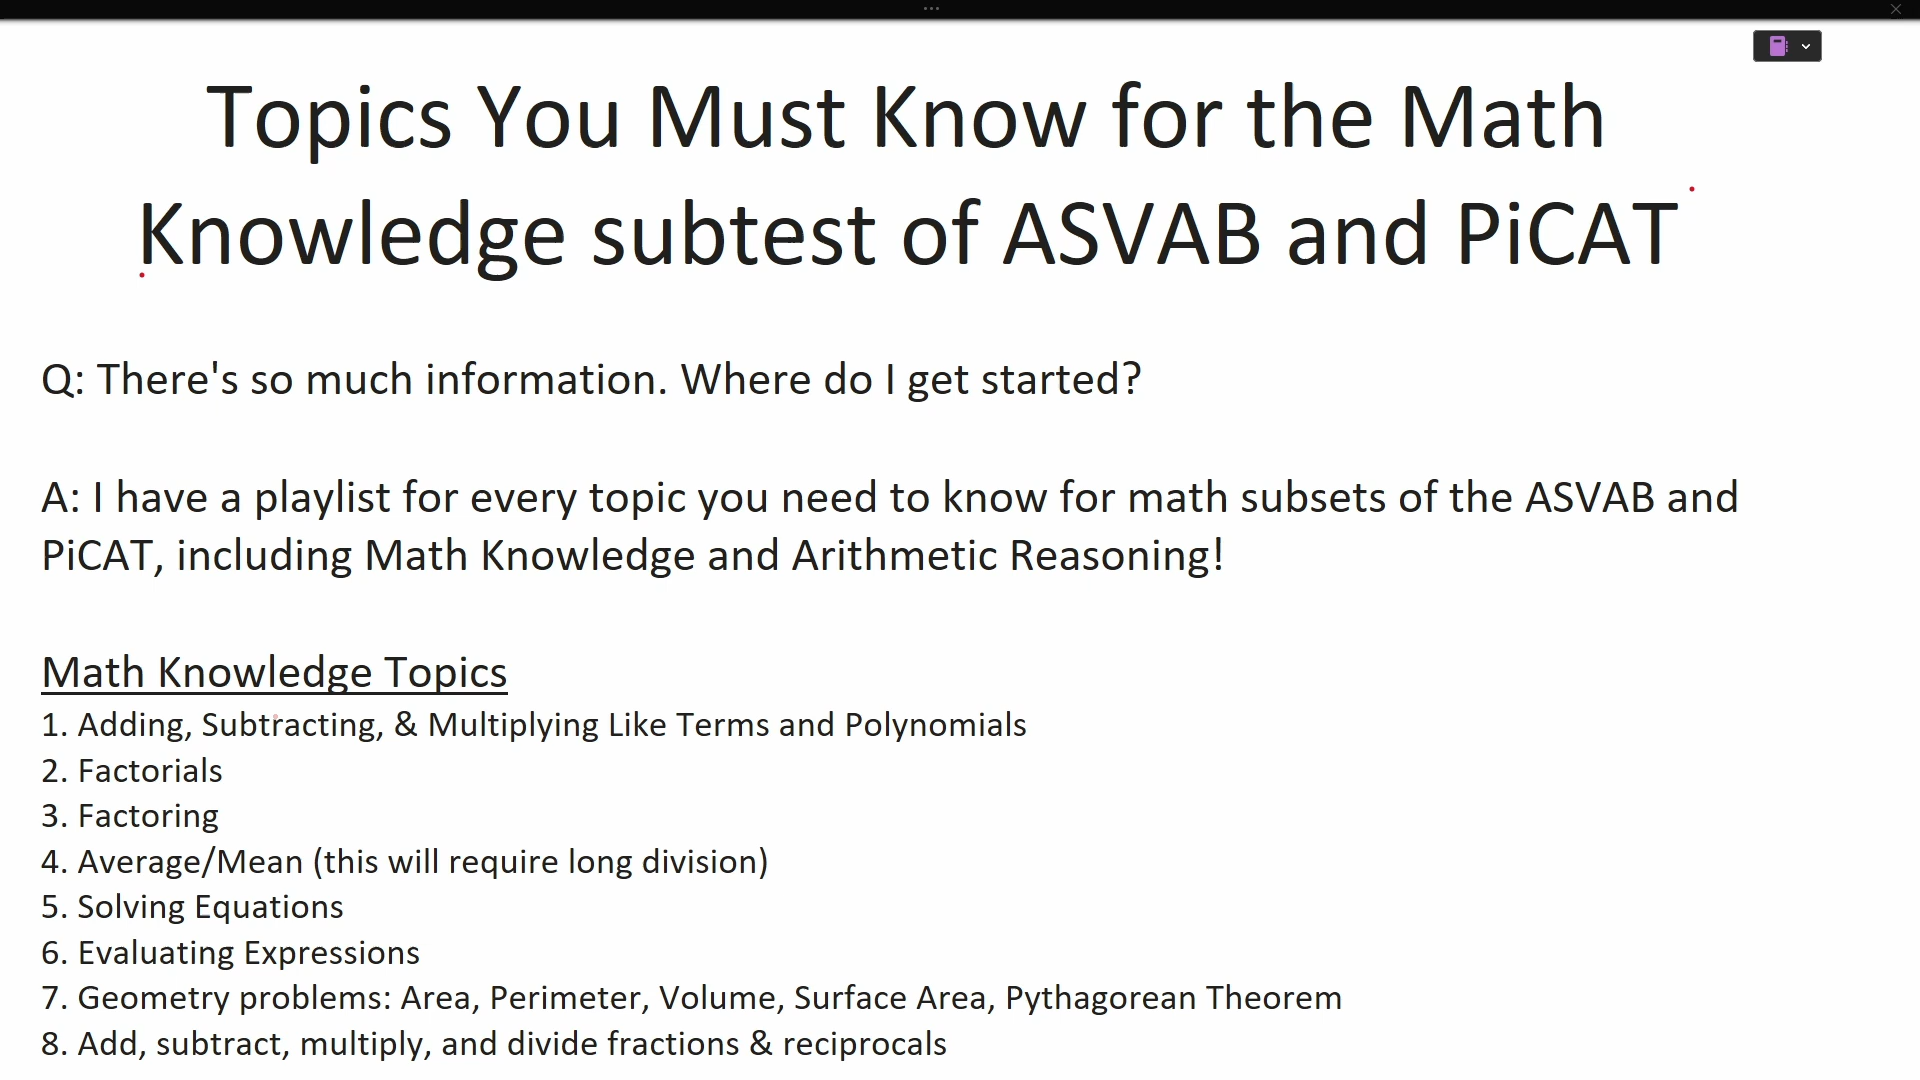 Topics You Must Know for the Math
Knowledge subtest of ASVAB and PiCAT
Q: There's so much information. Where do I get started?
A: I have a playlist for every topic you need to know for math subsets of the ASVAB and
PiCAT, including Math Knowledge and Arithmetic Reasoning!
Math Knowledge Topics
1. Adding, Subtracting, & Multiplying Like Terms and Polynomials
2. Factorials
3. Factoring
4. Average/Mean (this will require long division)
5. Solving Equations
6. Evaluating Expressions
7. Geometry problems: Area, Perimeter, Volume, Surface Area, Pythagorean Theorem
8. Add, subtract, multiply, and divide fractions & reciprocals